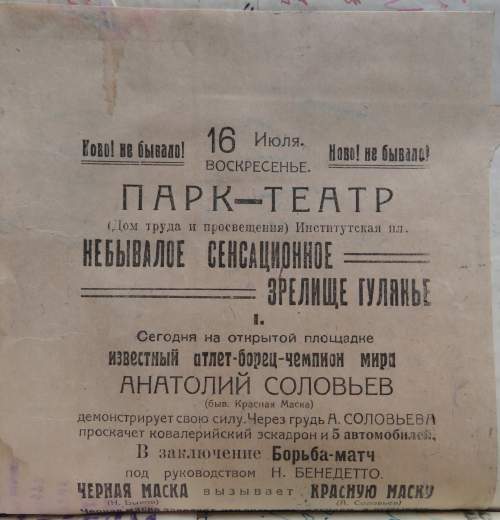 Ново! не бывало! 16 Июля. Ново! не бывало!
ВОСКРЕСЕНЬЕ.
ПАРК—ТЕАТР
(Дом труда и просвещения) Институтская пл.
НЕБЫВАЛОЕ СЕНСАЦИОННОЕ
ЗРЕЛИЩЕ ГУЛЯНЬЕ
I.
Сегодня на открытой площадке
известный атлет-борец-чемпион мира
АНАТОЛИЙ СОЛОВЬЕВ
(быв. Красная Маска)
демонстрирует свою силу. Через грудь А. СОЛОВЬЕВА
проскачет ковалерийский эскадрон и 5 автомобилей.
В заключение Борьба-матч
под руководством Н. БЕНЕДЕТТО.
ЧЕРНАЯ МАСКА вызывает КРАСНУЮ МАСКУ
(А. Соловьев)